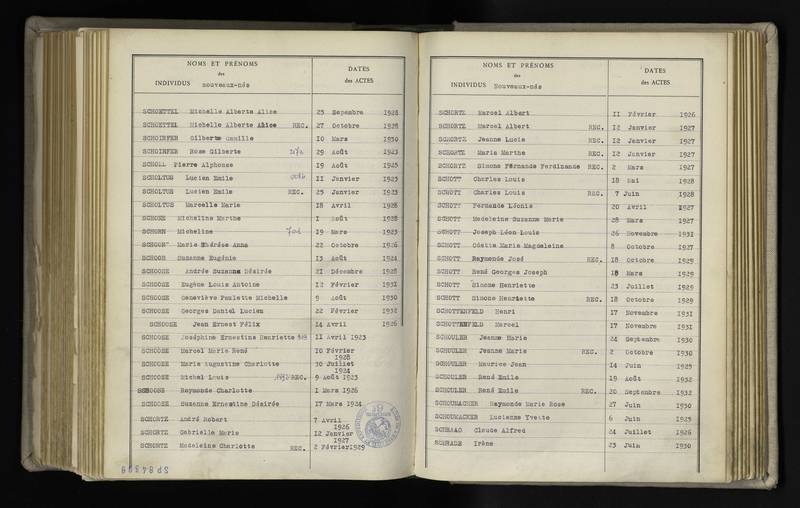 NOMS ET PRÉNOMS
des
INDIVIDUS nouveaux-nés
DATES
des ACTES
SCHOETTEL Michelle Alberte Alice 25 Sepembre 1928
SCHOETTEL Michelle Alberte Alice REC. 27 Octobre 1928
SCHOIRFER Gilberte Camille 10 Mars 1930
SCHOIRFER Rose Gilberte 29 Août 1923
SCHOLL Pierre Alphonse 19 Août 1925
SCHOLTUS Lucien Emile 11 Janvier 1923
SCHOLTUS Lucien Emile REC. 25 Janvier 1923
SCHOLTUS Marcelle Marie 18 Avril 1928
SCHONE Micheline Marthe 1 Août 1928
SCHORN Micheline 702 19 Mars 1923
SCHOON Marie Thérèse Anna 22 Octobre 1926
SCHOOR Suzanne Eugénie 13 Août 1924
SCHOOSE Andrée Suzanne Désirée 21 Décembre 1928
SCHOOSE Eugène Louis Antoine 12 Février 1931
SCHOOSE Geneviève Paulette Michelle 9 Août 1930
SCHOOSE Georges Daniel Lucien 22 Février 1932
SCHOOSE Jean Ernest Félix 14 Avril 1926
SCHOOSE Joséphine Ernestine Henriette 11 Avril 1923
SCHOOSE Marcel Marie René 10 Février 1928
SCHOOSE Marie Augustine Charlotte 30 Juillet 1924
SCHOOSE Michel Louis REC. 9 Août 1923
SCHOOSE Raymonde Charlotte 1 Mars 1926
SCHOOSE Suzanne Ernestine Désirée 17 Mars 1924
SCHORTZ André Robert 7 Avril 1926
SCHORTZ Gabrielle Marie 12 Janvier 1927
SCHORTZ Madeleine Charlotte REC. 2 Février 1929
SP84398
NOMS ET PRÉNOMS
des
INDIVIDUS Nouveaux-nés
DATES
des ACTES
SCHORTZ Marcel Albert 11 Février 1926
SCHORTZ Marcel Albert REC. 12 Janvier 1927
SCHORTZ Jeanne Lucie REC. 12 Janvier 1927
SCHORTZ Marie Marthe REC. 12 Janvier 1927
SCHORTZ Simone Fernande Ferdinande REC. 2 Mars 1927
SCHOTT Charles Louis 18 Mai 1928
SCHOTT Charles Louis REC. 7 Juin 1928
SCHOTT Fernande Léonie 20 Avril 1927
SCHOTT Madeleine Suzanne Marie 28 Mars 1927
SCHOTT Joseph Léon Louis 26 Novembre 1931
SCHOTT Odette Marie Magdeleine 8 Octobre 1927
SCHOTT Raymonde José REC. 18 Octobre 1929
SCHOTT René Georges Joseph 18 Mars 1929
SCHOTT Simone Henriette 23 Juillet 1929
SCHOTT Simone Henriette REC. 18 Octobre 1929
SCHOTTENFELD Henri 17 Novembre 1931
SCHOTTENFELD Marcel 17 Novembre 1931
SCHOULER Jeanne Marie 24 Septembre 1930
SCHOULER Jeanne Marie REC. 2 Octobre 1930
SCHOULER Maurice Jean 14 Juin 1925
SCHOULER René Emile 19 Août 1932
SCHOULER René Emile REC. 20 Septembre 1932
SCHOUMACHER Raymonde Marie Rose 27 Juin 1930
SCHOUMACKER Lucienne Yvette 6 Juin 1925
SCHRAAG Claude Alfred 24 Juillet 1926
SCHRADE Irène 23 Juin 1930